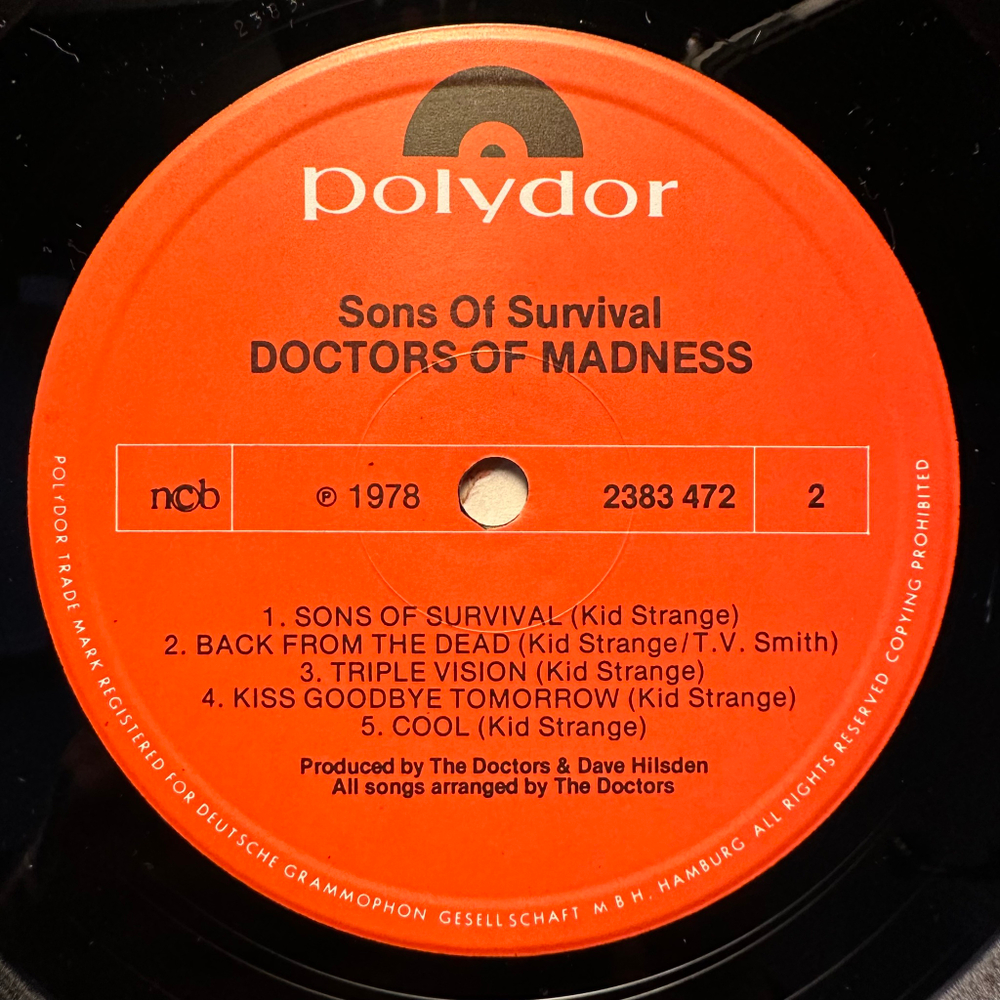 polydor
Sons Of Survival
DOCTORS OF MADNESS
ncb ℗ 1978 2383 472 2
1. SONS OF SURVIVAL (Kid Strange)
2. BACK FROM THE DEAD (Kid Strange/T.V. Smith)
3. TRIPLE VISION (Kid Strange)
4. KISS GOODBYE TOMORROW (Kid Strange)
5. COOL (Kid Strange)
Produced by The Doctors & Dave Hilsden
All songs arranged by The Doctors
POLYDOR TRADE MARK REGISTERED FOR DEUTSCHE GRAMMOPHON GESELLSCHAFT M B H, HAMBURG ALL RIGHTS RESERVED COPYING PROHIBITED